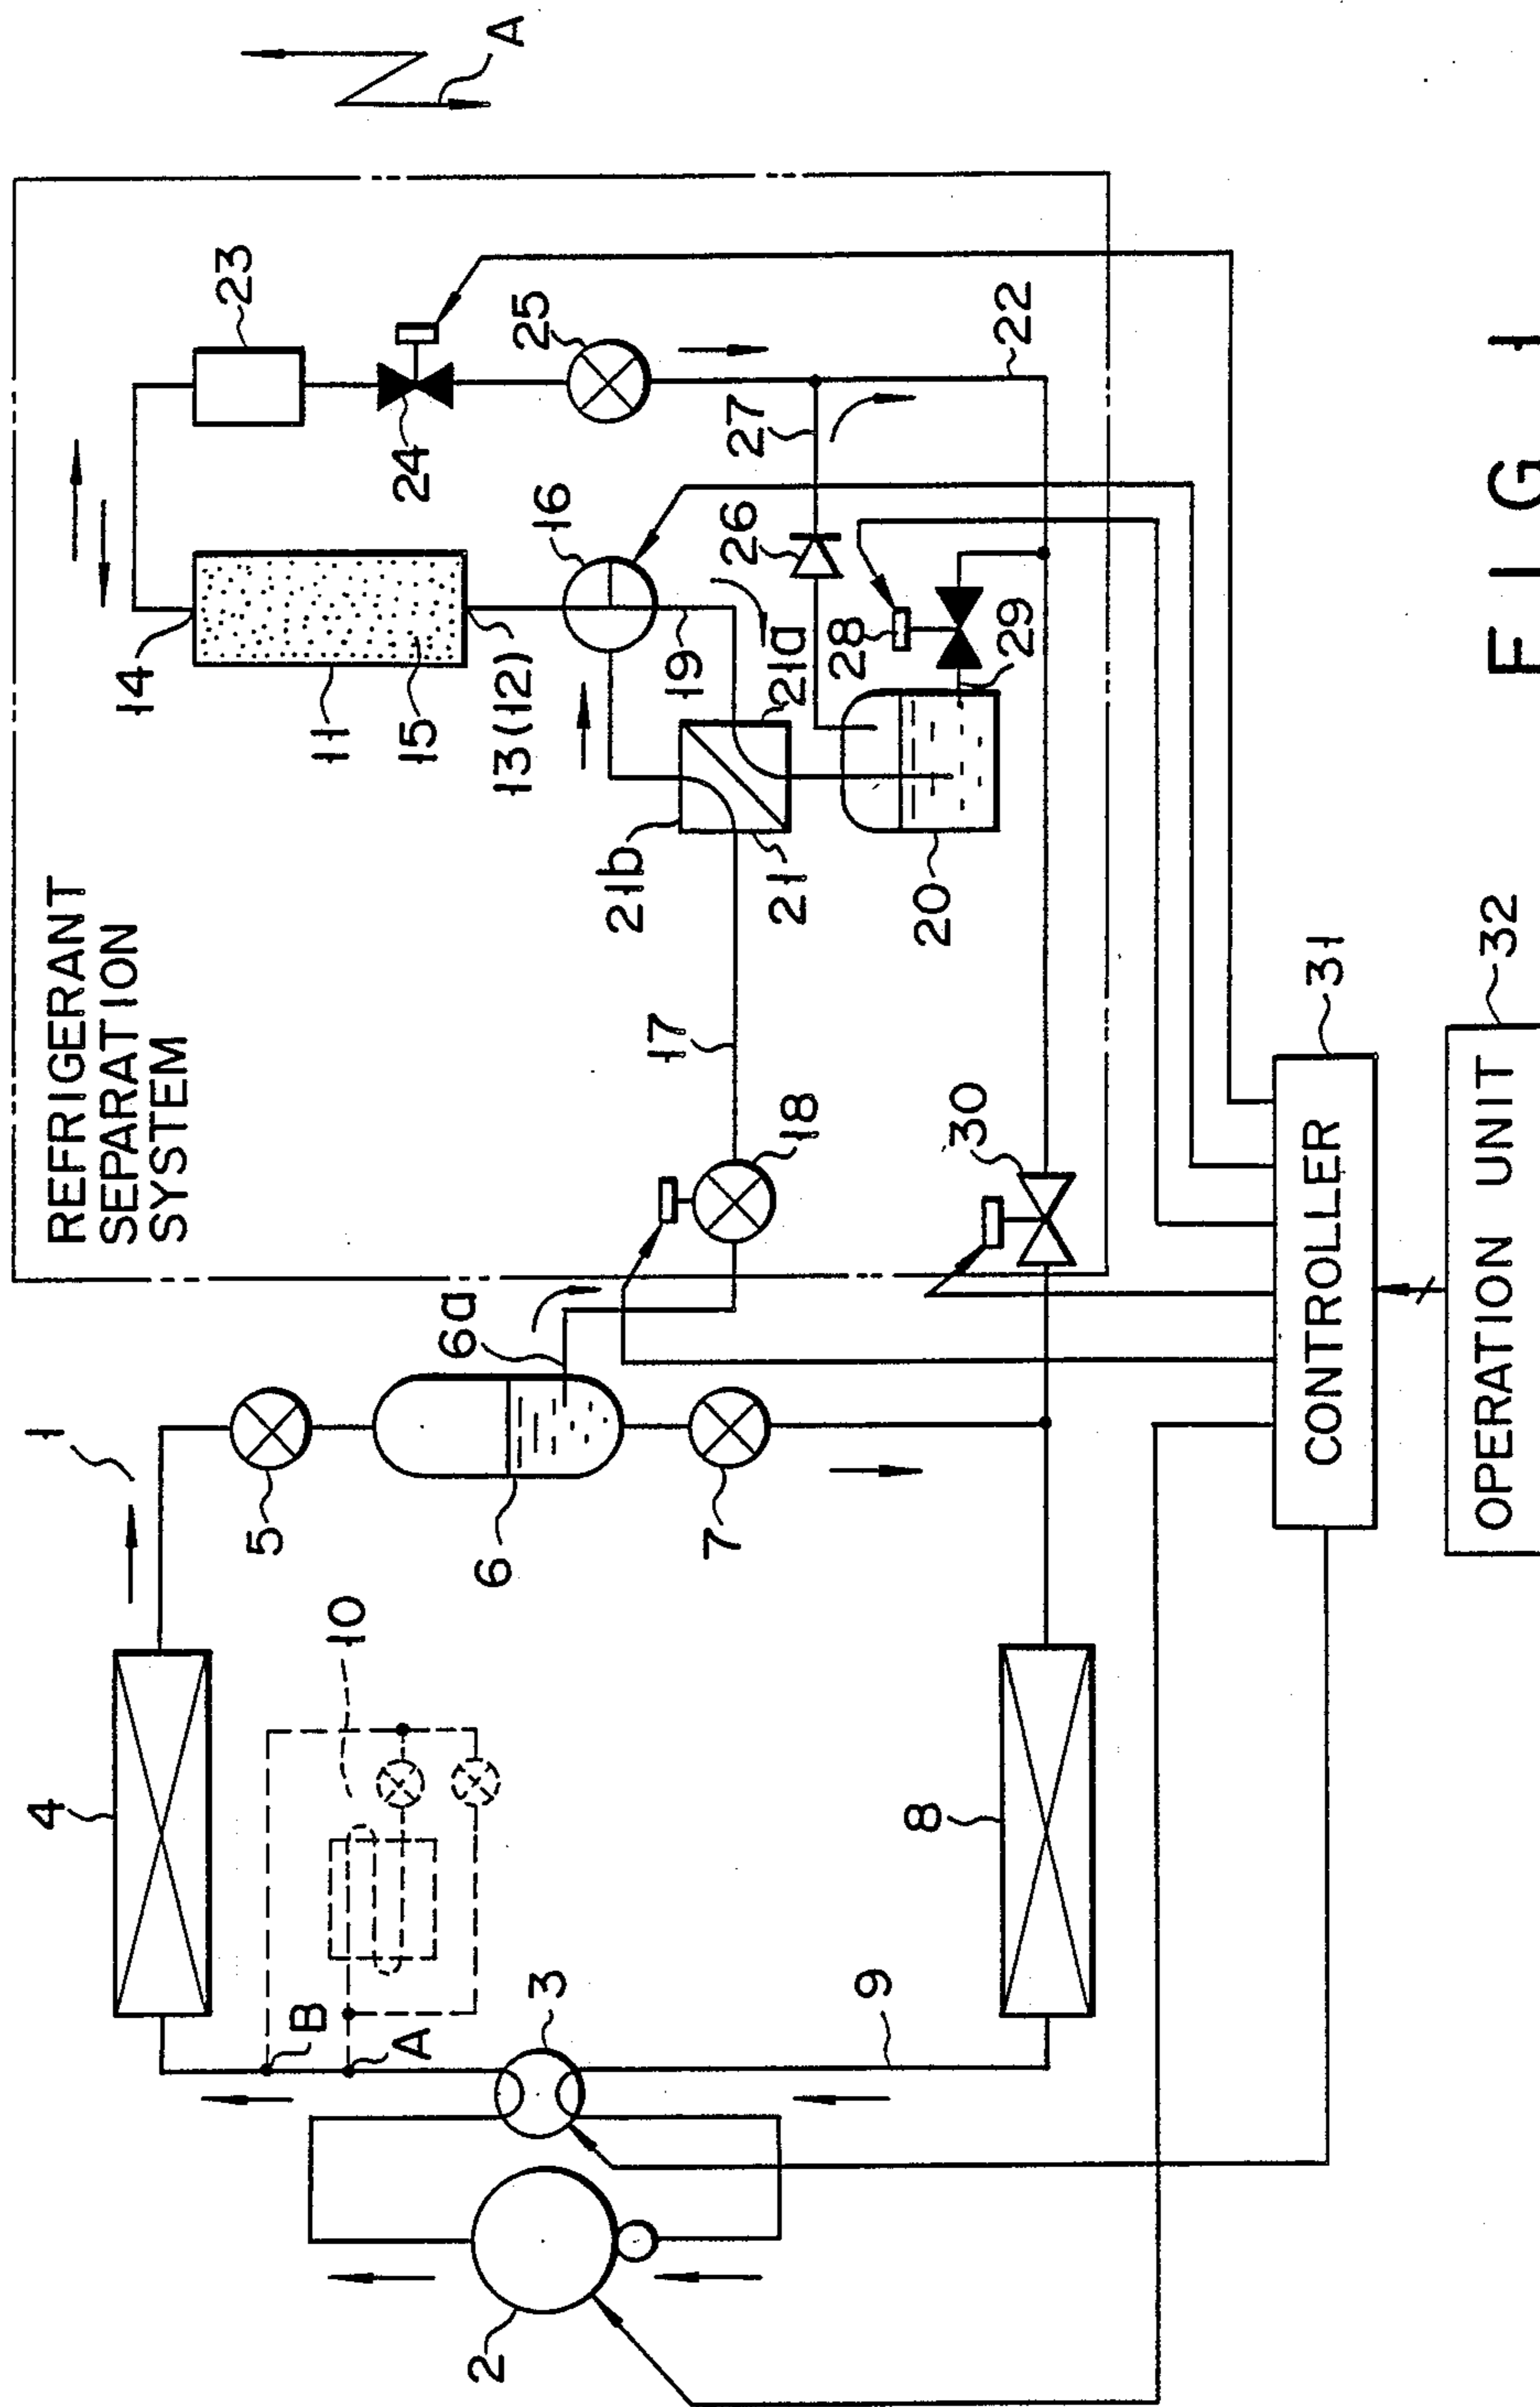 REFRIGERANT
SEPARATION
SYSTEM
A
1
4
5
6
6a
7
B
A
10
3
2
9
8
14
11
15
13(12)
16
23
24
25
27
26
22
19
21a
21b
21
28
29
20
17
18
30
CONTROLLER
31
OPERATION UNIT
32
FIG 1